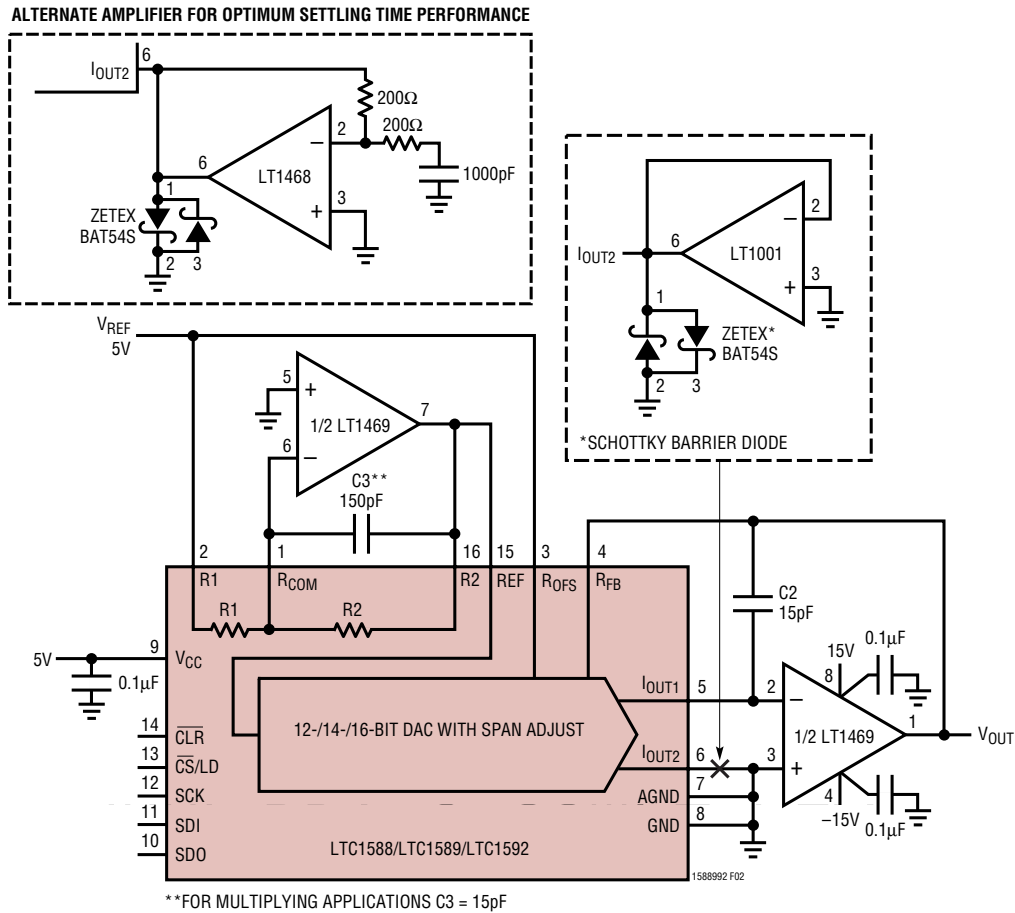 ALTERNATE AMPLIFIER FOR OPTIMUM SETTLING TIME PERFORMANCE
IOUT2
6
200Ω
200Ω
2
–
6
LT1468
1000pF
3
+
1
ZETEX
BAT54S
2
3
2
–
6
IOUT2
LT1001
3
+
1
ZETEX*
BAT54S
2
3
*SCHOTTKY BARRIER DIODE
VREF
5V
5
+
7
1/2 LT1469
6
–
C3**
150pF
2
1
16
15
3
4
R1
RCOM
R2
REF
ROFS
RFB
R1
R2
C2
15pF
5V
9
VCC
0.1µF
15V
0.1µF
8
IOUT1
5
2
–
1
1/2 LT1469
VOUT
12-/14-/16-BIT DAC WITH SPAN ADJUST
14
CLR
13
CS/LD
12
SCK
11
SDI
10
SDO
IOUT2
6
3
+
AGND
7
4
–15V
0.1µF
GND
8
LTC1588/LTC1589/LTC1592
1588992 F02
**FOR MULTIPLYING APPLICATIONS C3 = 15pF